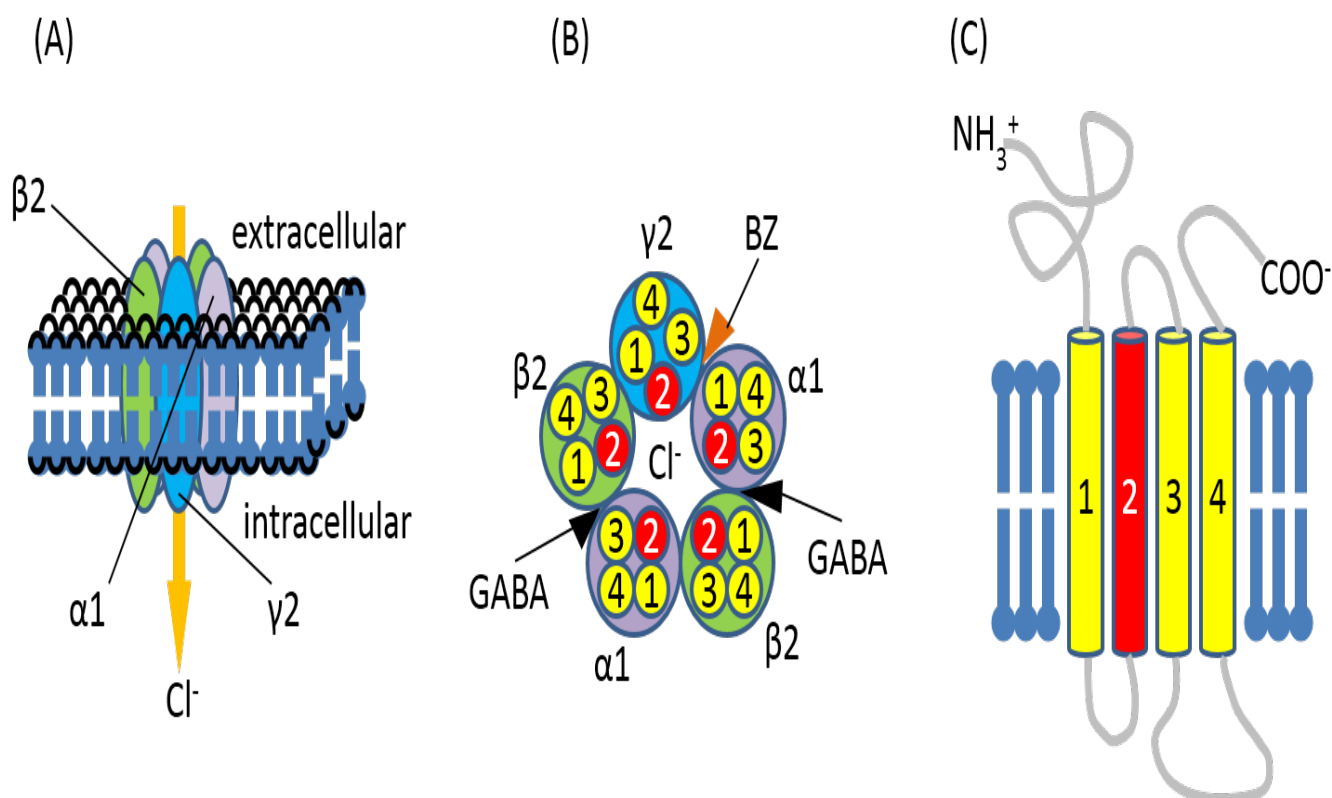 (A)
β2
extracellular
intracellular
α1
γ2
Cl⁻
(B)
γ2
BZ
4
3
1
2
β2
4
3
2
1
α1
1
4
2
3
Cl⁻
GABA
3
2
4
1
α1
2
1
3
4
β2
GABA
(C)
NH₃⁺
COO⁻
1
2
3
4